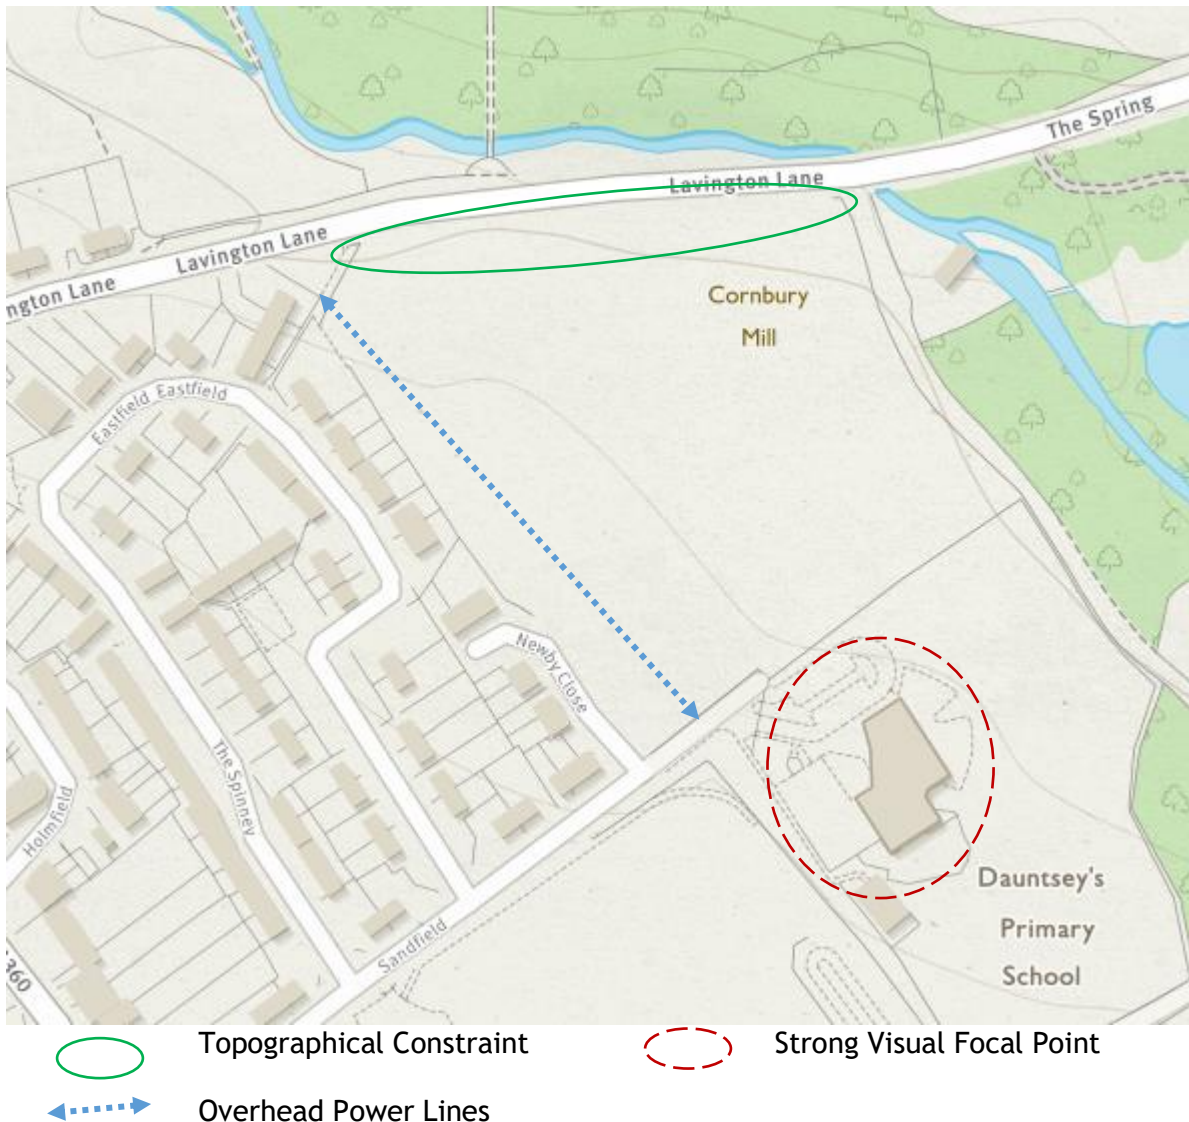 The Spring
Lavington Lane
Lavington Lane
ngton Lane
Cornbury
Mill
Eastfield Eastfield
Newby Close
The Spinney
Holmfield
Sandfield
360
Dauntsey's
Primary
School
Topographical Constraint
Strong Visual Focal Point
Overhead Power Lines